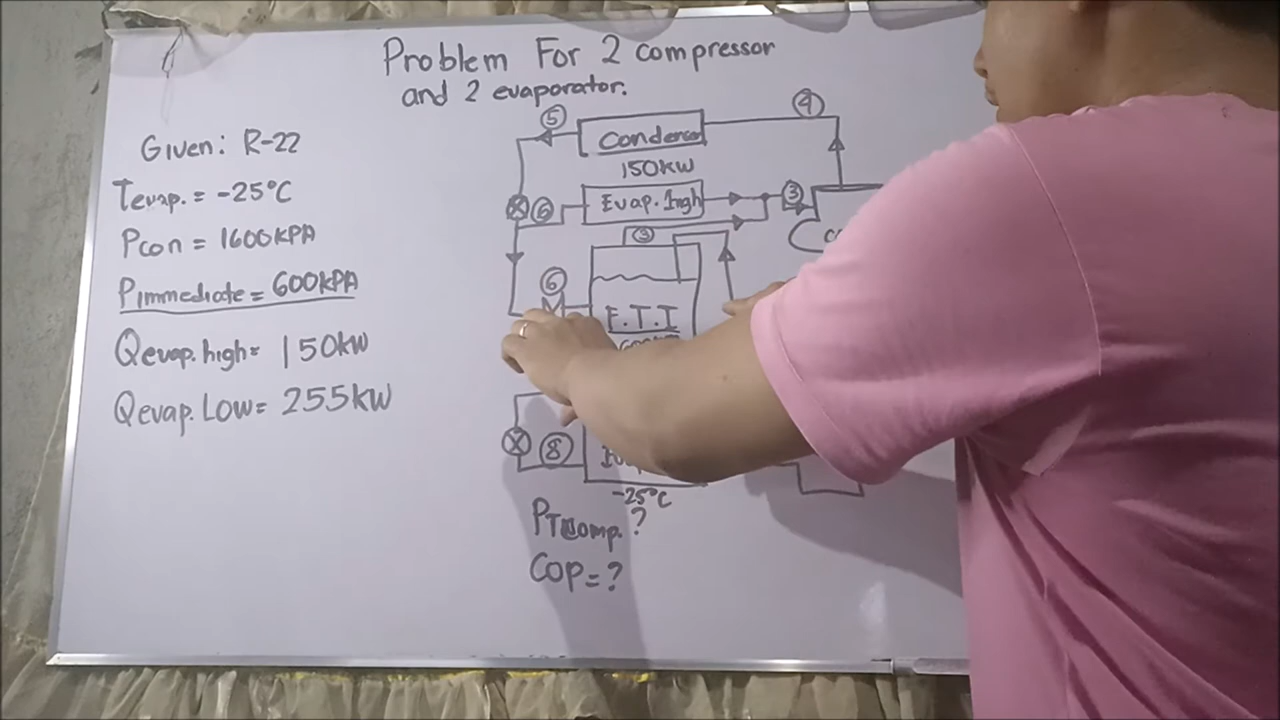 Problem For 2 compressor
and 2 evaporator.
Given: R-22
Tevap. = -25°C
Pcon = 1600KPA
PImmediate = 600KPA
Qevap.high= 150kw
Qevap.Low= 255kw
5
4
Condenser
150KW
6
Evap.High
3
3
6
F.T.I
8
-25°C
PTcomp. ?
COP=?